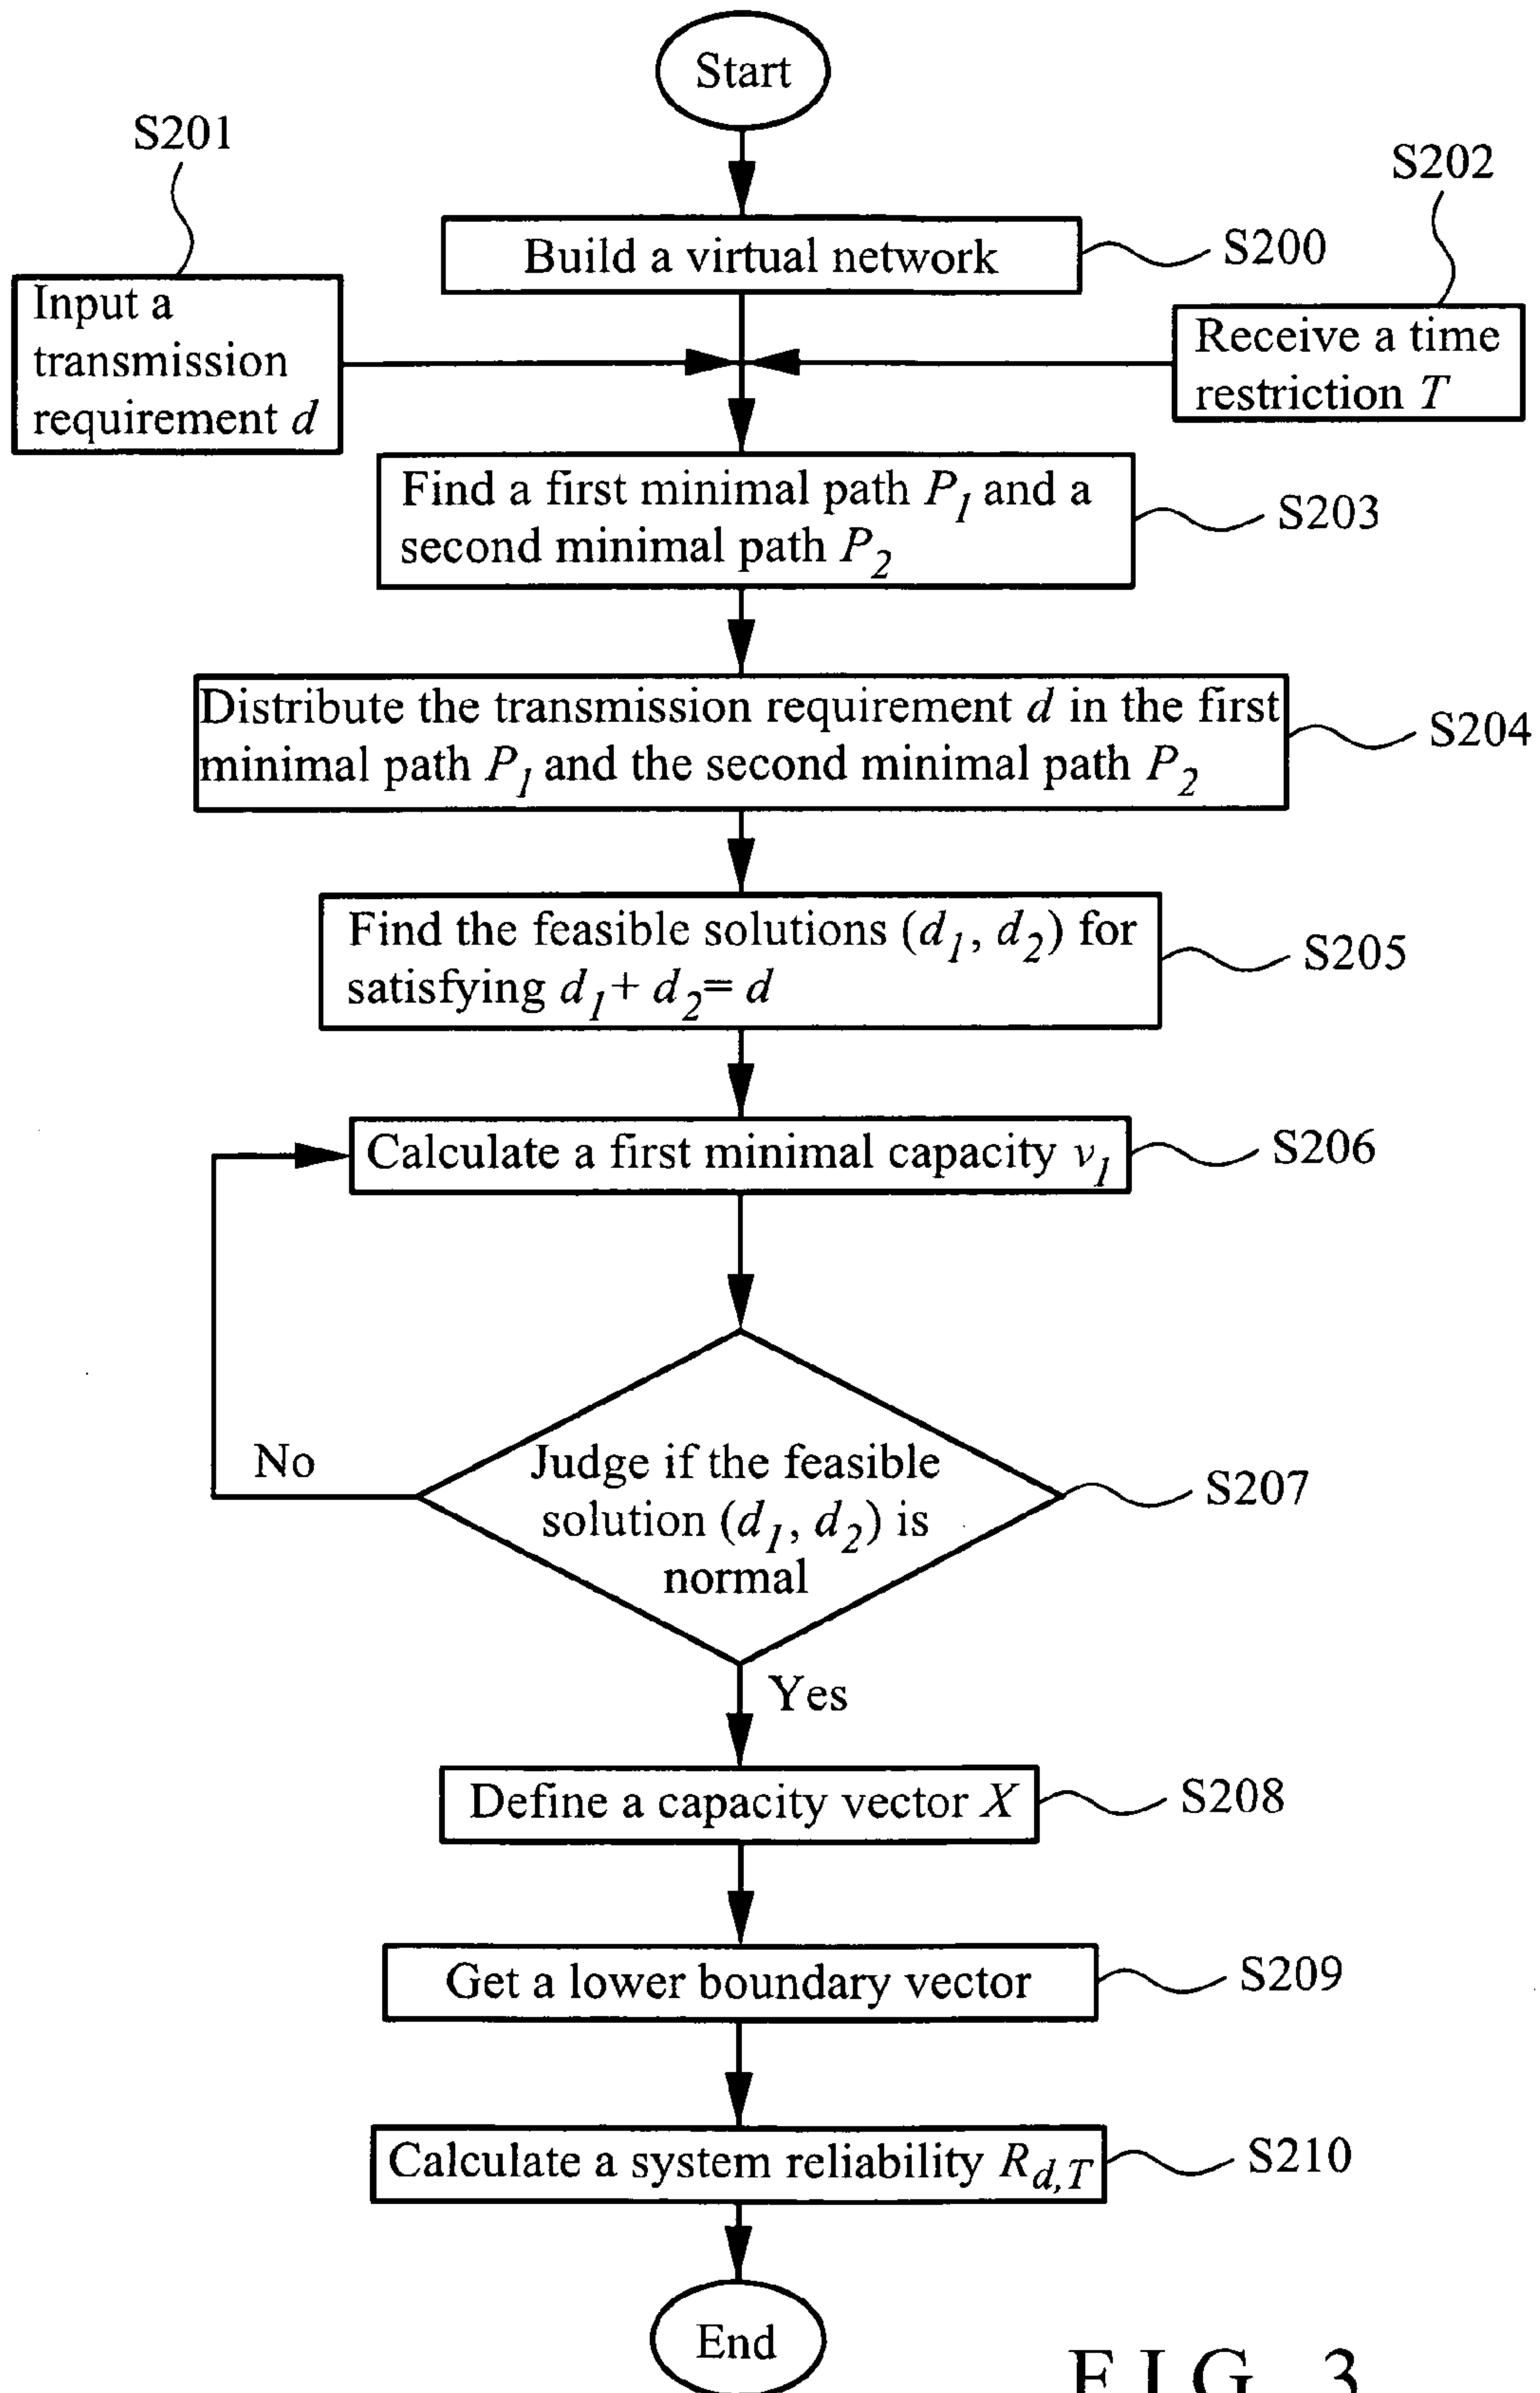 Start
S201
S202
Build a virtual network
S200
Input a
transmission
requirement d
Receive a time
restriction T
Find a first minimal path P1 and a
second minimal path P2
S203
Distribute the transmission requirement d in the first
minimal path P1 and the second minimal path P2
S204
Find the feasible solutions (d1, d2) for
satisfying d1+ d2= d
S205
Calculate a first minimal capacity v1
S206
No
Judge if the feasible
solution (d1, d2) is
normal
S207
Yes
Define a capacity vector X
S208
Get a lower boundary vector
S209
Calculate a system reliability Rd,T
S210
End
FIG. 3